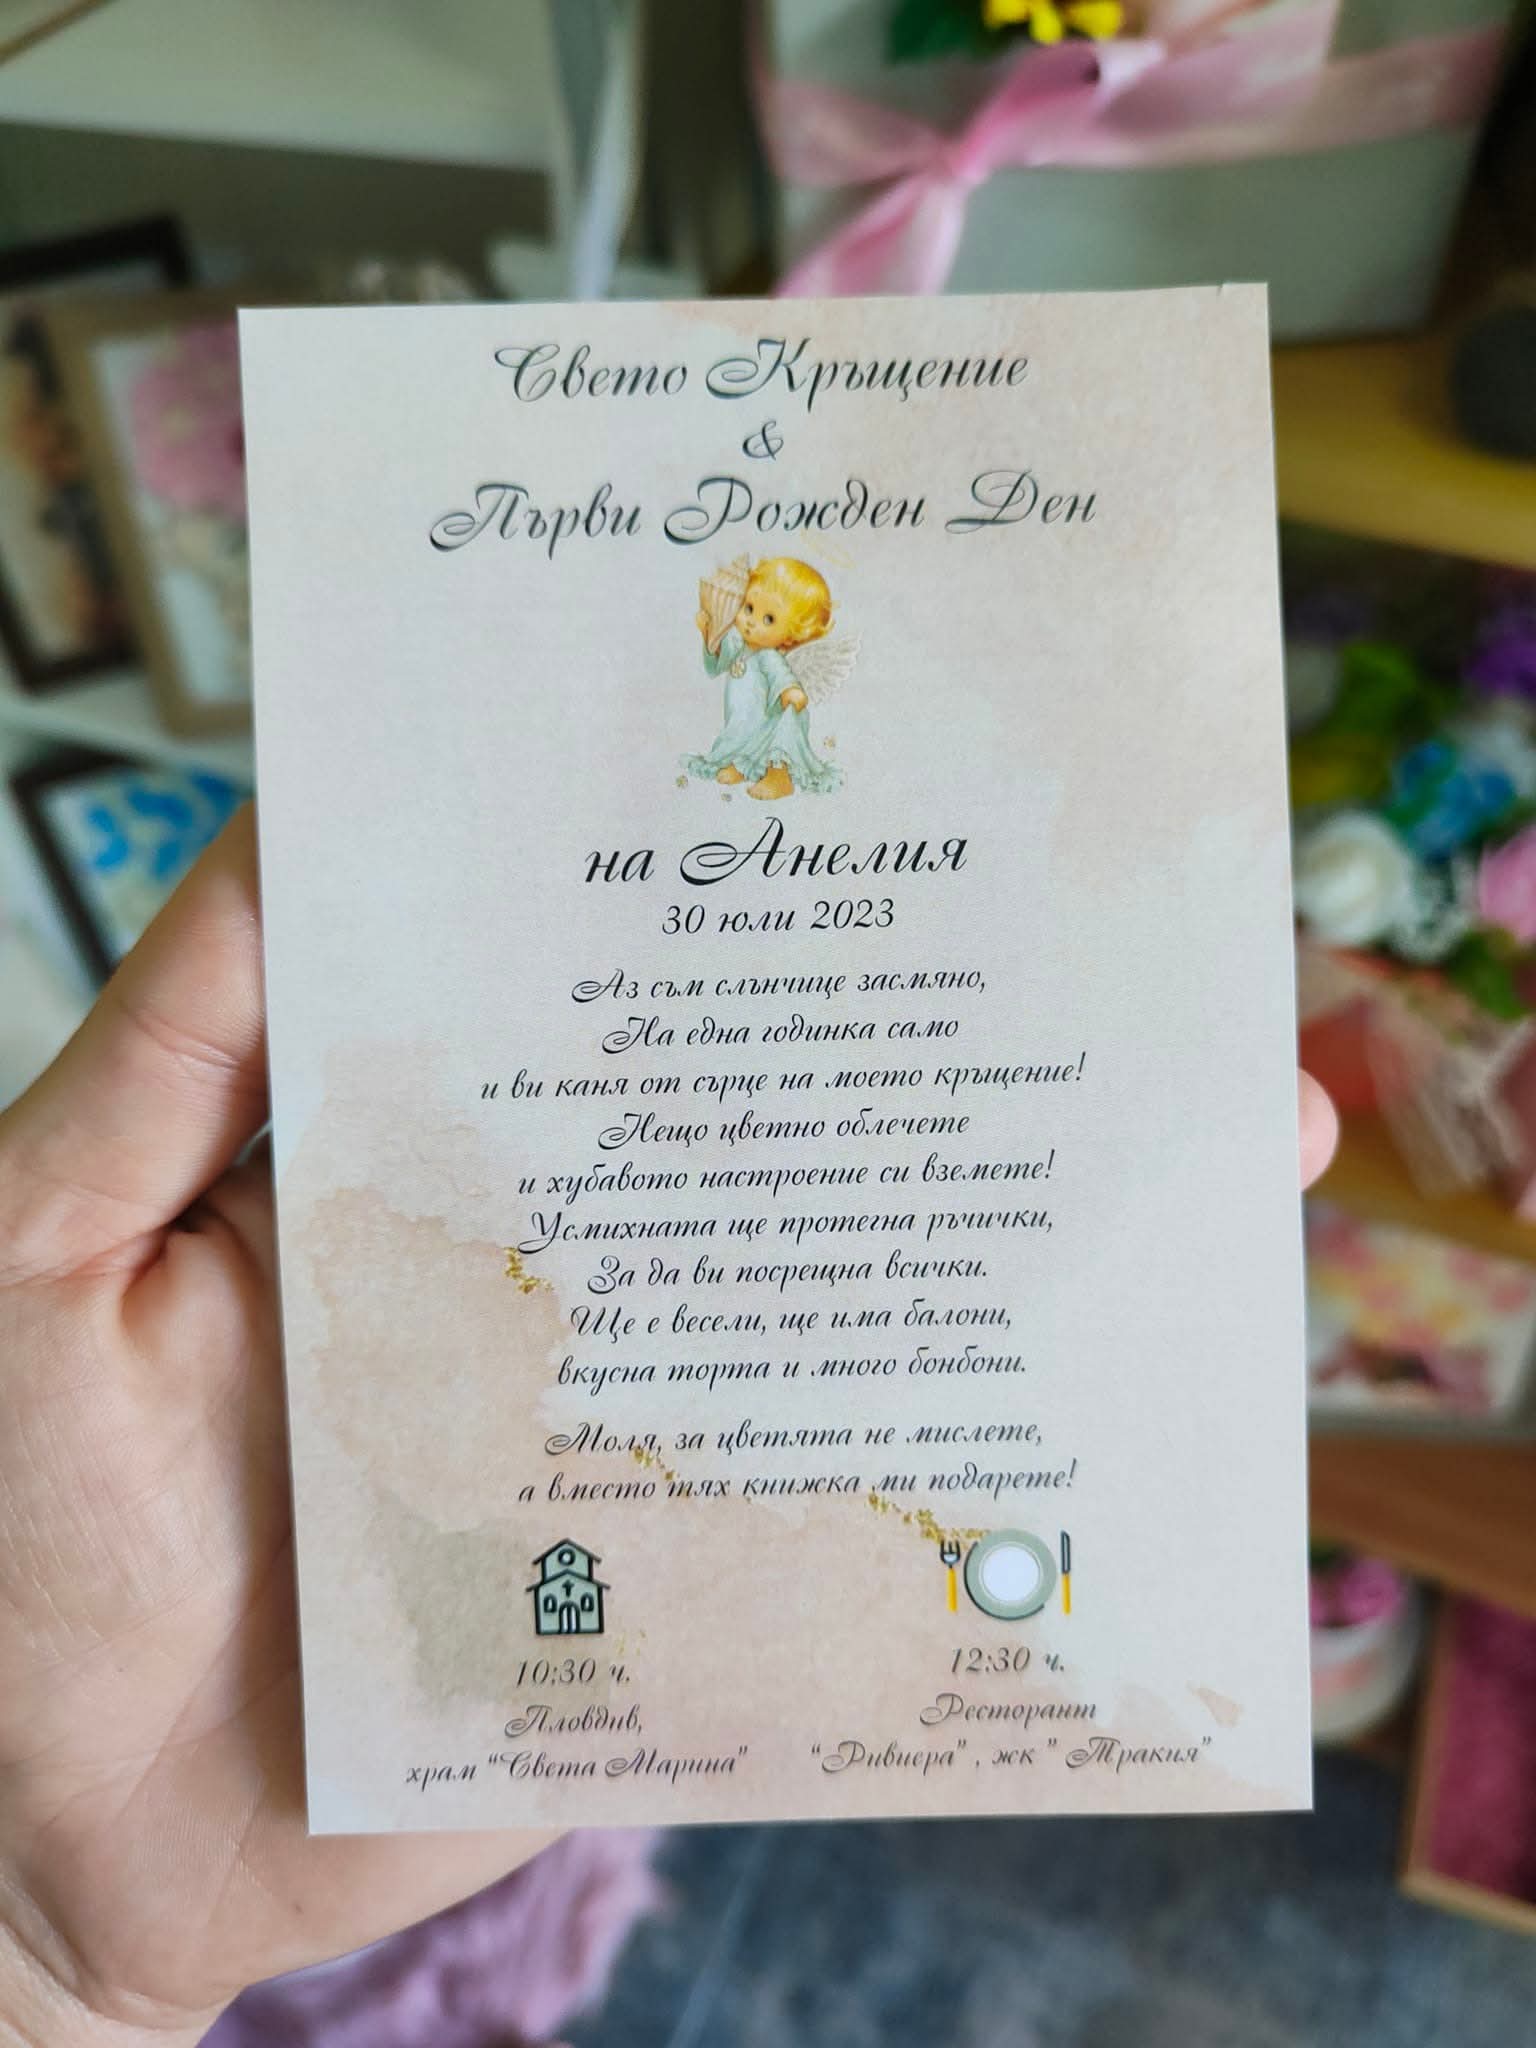 Свето Кръщение
&
Първи Рожден Ден
на Анелия
30 юли 2023
Аз съм слънчице засмяно,
На една годинка само
и ви каня от сърце на моето кръщение!
Нещо цветно облечете
и хубавото настроение си вземете!
Усмихната ще протегна ръчички,
За да ви посрещна всички.
Ще е весели, ще има балони,
вкусна торта и много бонбони.
Моля, за цветята не мислете,
а вместо тях книжка ми подарете!
10:30 ч.
Пловдив,
храм "Света Марина"
12:30 ч.
Ресторант
"Ривиера" , жк " Тракия"